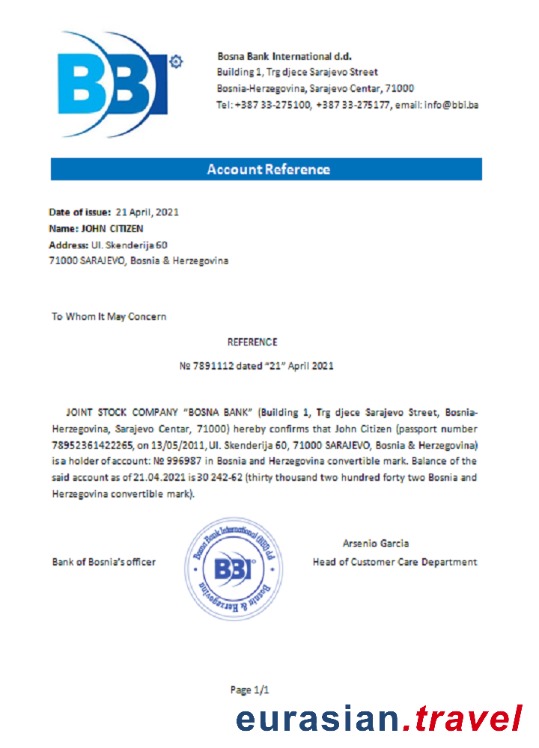 BBI
Bosna Bank International d.d.
Building 1, Trg djece Sarajevo Street
Bosnia-Herzegovina, Sarajevo Centar, 71000
Tel: +387 33-275100, +387 33-275177, email: info@bbi.ba
Account Reference
Date of issue: 21 April, 2021
Name: JOHN CITIZEN
Address: Ul. Skenderija 60
71000 SARAJEVO, Bosnia & Herzegovina
To Whom It May Concern
REFERENCE
№ 7891112 dated "21" April 2021
JOINT STOCK COMPANY "BOSNA BANK" (Building 1, Trg djece Sarajevo Street, Bosnia-
Herzegovina, Sarajevo Centar, 71000) hereby confirms that John Citizen (passport number
78952361422265, on 13/05/2011, Ul. Skenderija 60, 71000 SARAJEVO, Bosnia & Herzegovina)
is a holder of account: № 996987 in Bosnia and Herzegovina convertible mark. Balance of the
said account as of 21.04.2021 is 30 242-62 (thirty thousand two hundred forty two Bosnia and
Herzegovina convertible mark).
Bosna Bank International (BBI) d.d
BBI
Bosnia & Herzegovina
Arsenio Garcia
Bank of Bosnia's officer
Head of Customer Care Department
Page 1/1
eurasian.travel